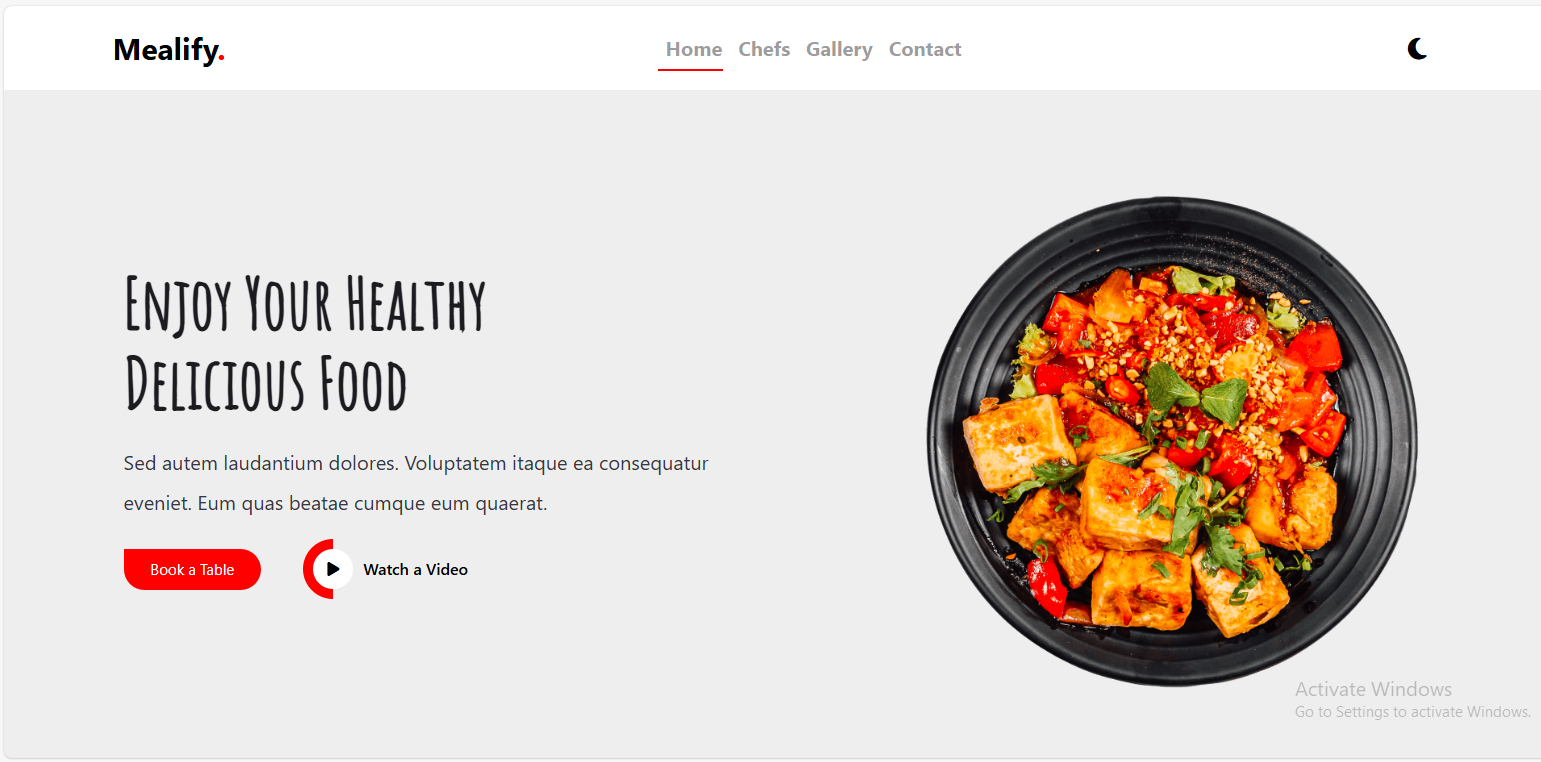 Mealify.
Home Chefs Gallery Contact
Enjoy Your Healthy
Delicious Food
Sed autem laudantium dolores. Voluptatem itaque ea consequatur
eveniet. Eum quas beatae cumque eum quaerat.
Book a Table
Watch a Video
Activate Windows
Go to Settings to activate Windows.